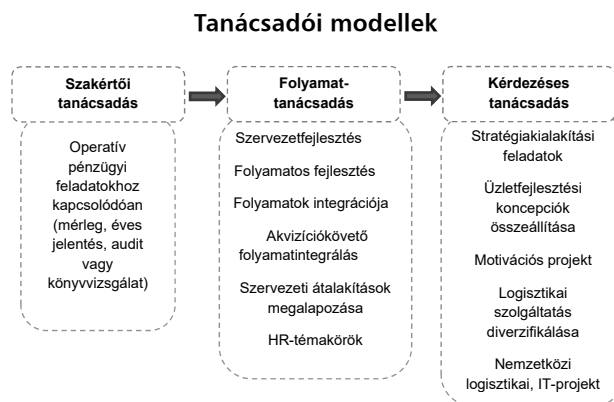 Tanácsadói modellek
Szakértői
tanácsadás
Operatív
pénzügyi
feladatokhoz
kapcsolódóan
(mérleg, éves
jelentés, audit
vagy
könyvvizsgálat)
Folyamat-
tanácsadás
Szervezetfejlesztés
Folyamatos fejlesztés
Folyamatok integrációja
Akvizíciókövető
folyamatintegrálás
Szervezeti átalakítások
megalapozása
HR-témakörök
Kérdezéses
tanácsadás
Stratégiakialakítási
feladatok
Üzletfejlesztési
koncepciók
összeállítása
Motivációs projekt
Logisztikai
szolgáltatás
diverzifikálása
Nemzetközi
logisztikai, IT-projekt